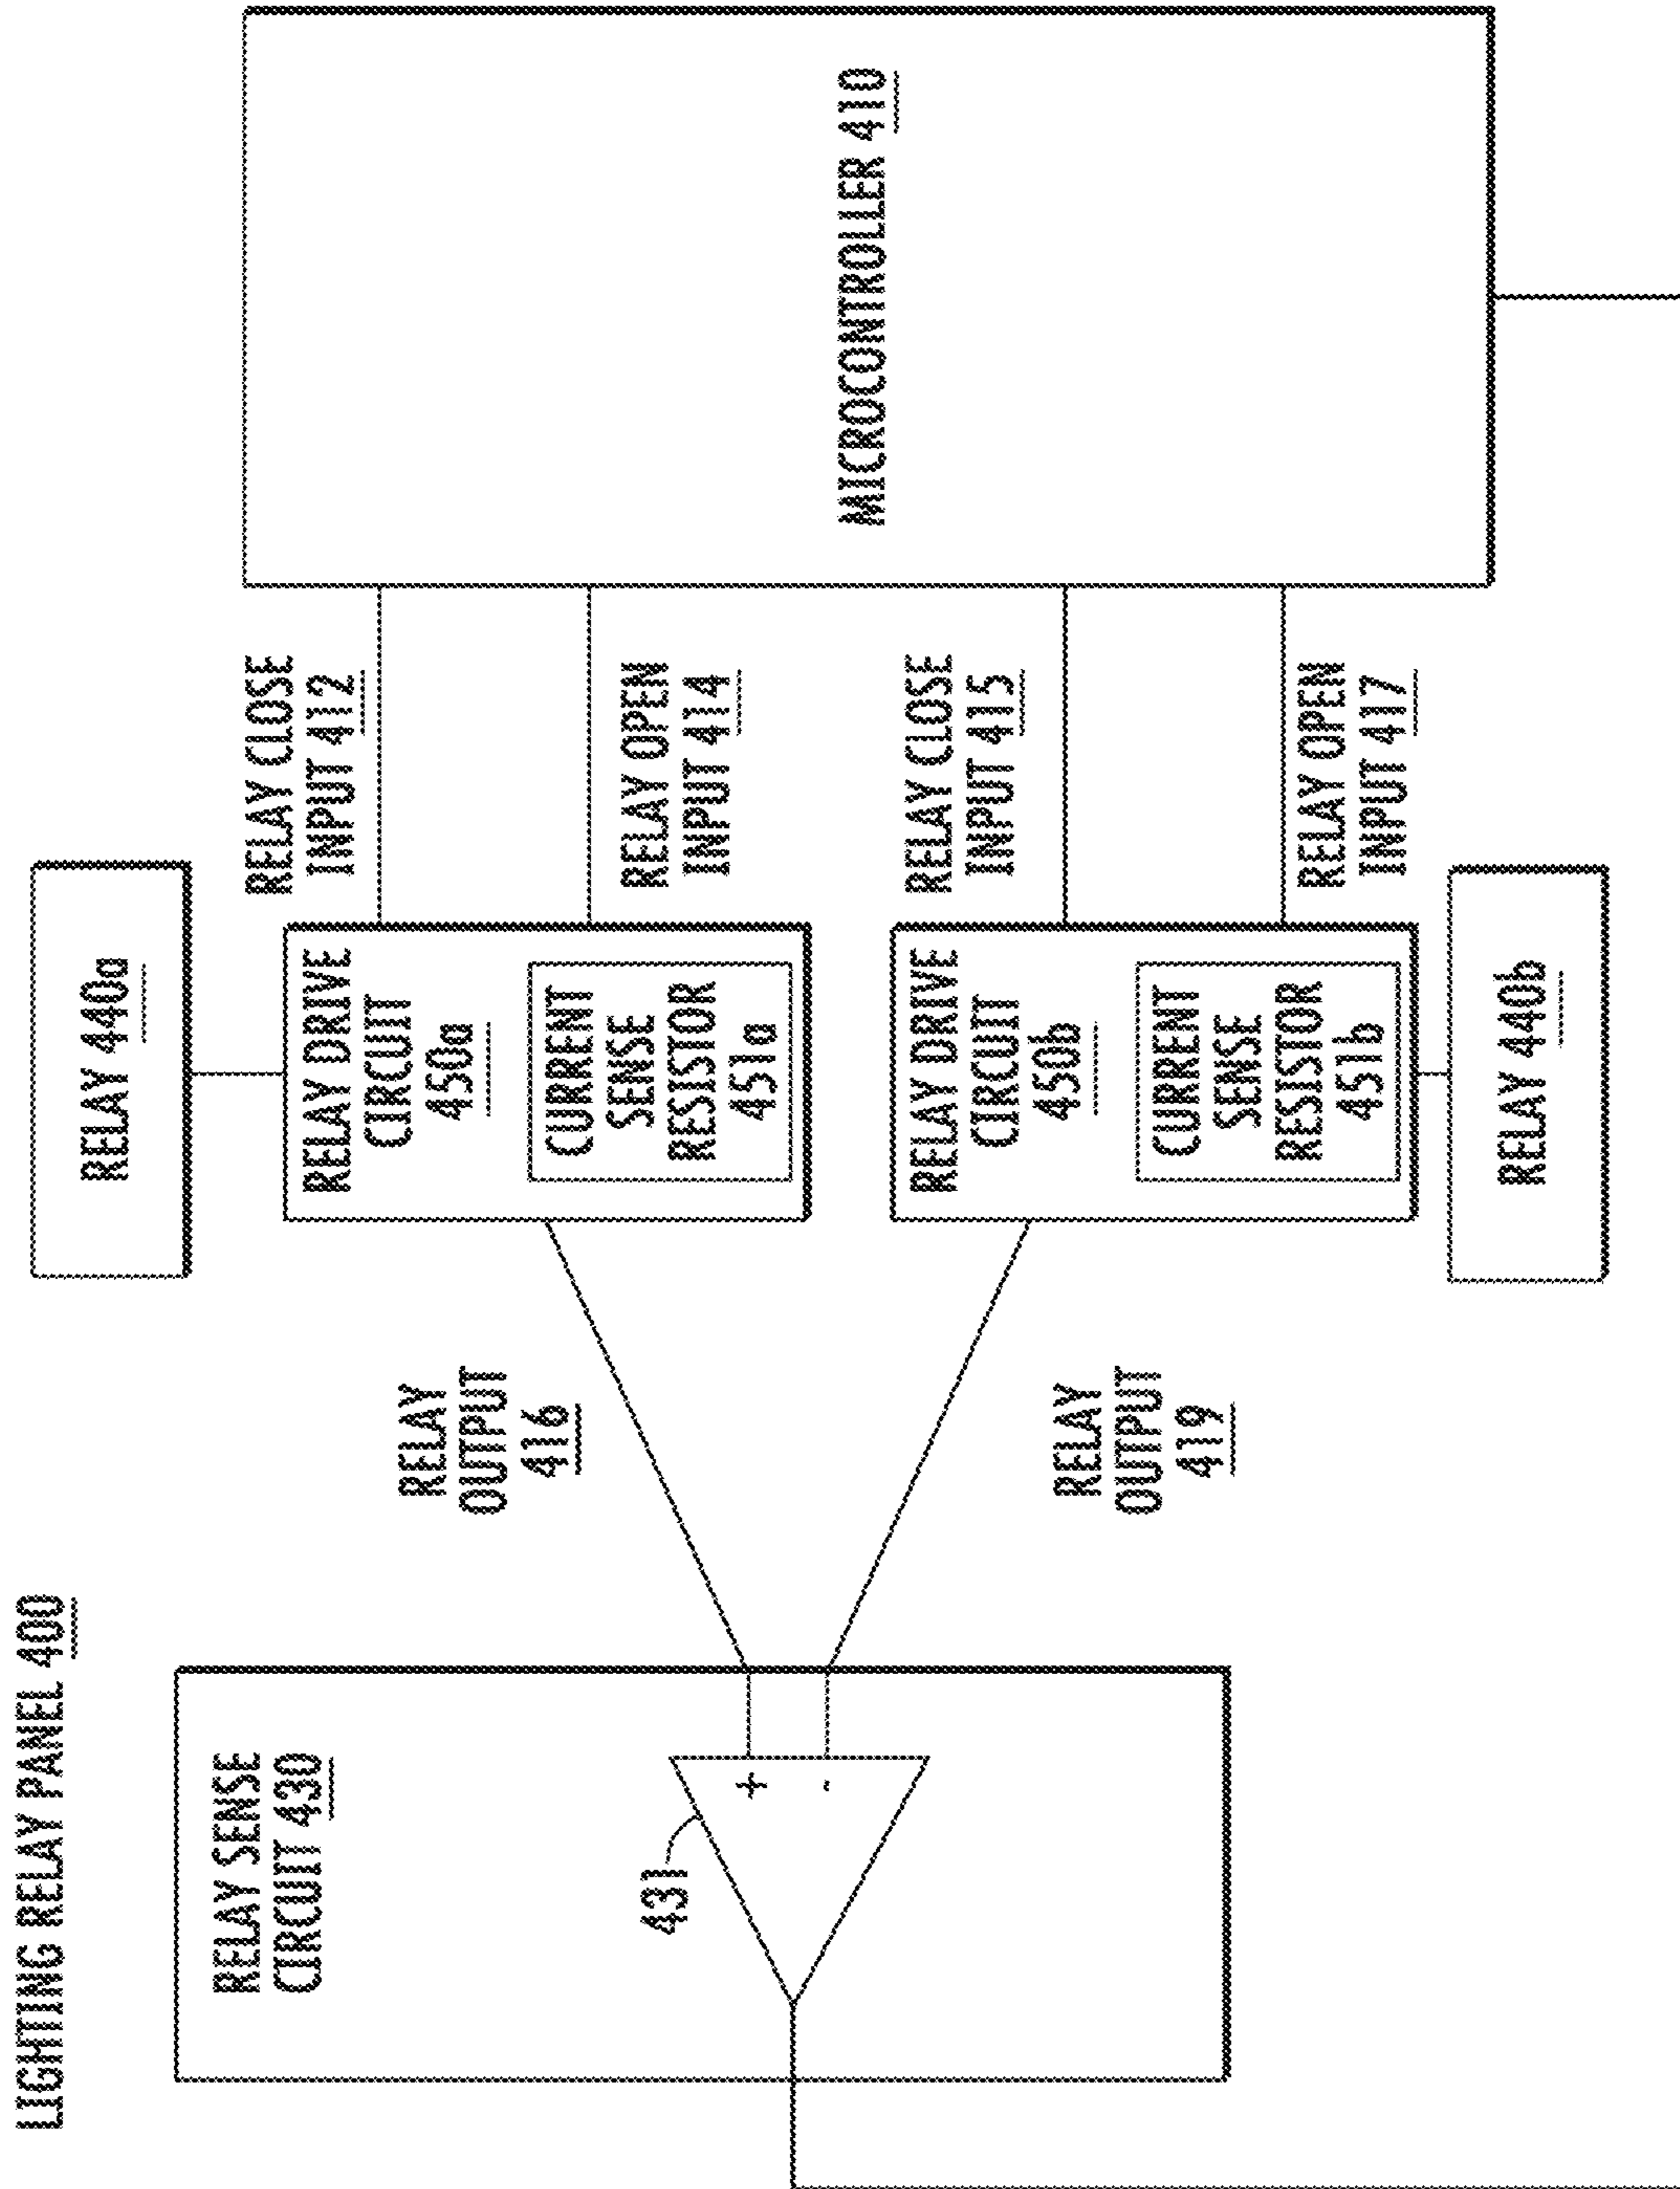 LIGHTING RELAY PANEL 400
RELAY SENSE
CIRCUIT 430
431
+
-
RELAY
OUTPUT
416
RELAY
OUTPUT
419
RELAY 440a
RELAY DRIVE
CIRCUIT
450a
CURRENT
SENSE
RESISTOR
451a
RELAY DRIVE
CIRCUIT
450b
CURRENT
SENSE
RESISTOR
451b
RELAY 440b
RELAY CLOSE
INPUT 412
RELAY OPEN
INPUT 414
RELAY CLOSE
INPUT 415
RELAY OPEN
INPUT 417
MICROCONTROLLER 410